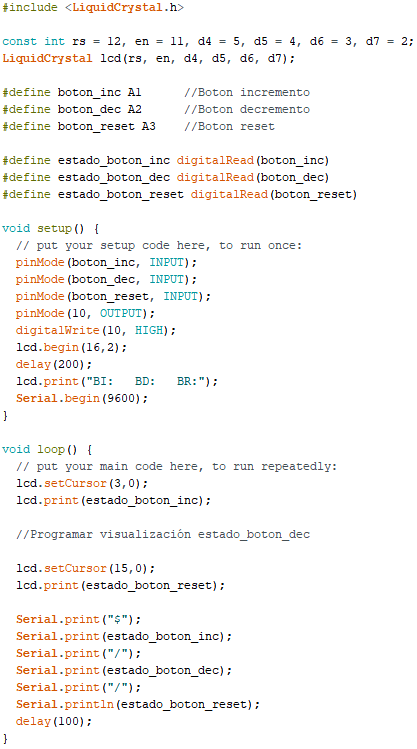 #include <LiquidCrystal.h>

const int rs = 12, en = 11, d4 = 5, d5 = 4, d6 = 3, d7 = 2;
LiquidCrystal lcd(rs, en, d4, d5, d6, d7);

#define boton_inc A1      //Boton incremento
#define boton_dec A2      //Boton decremento
#define boton_reset A3    //Boton reset

#define estado_boton_inc digitalRead(boton_inc)
#define estado_boton_dec digitalRead(boton_dec)
#define estado_boton_reset digitalRead(boton_reset)

void setup() {
  // put your setup code here, to run once:
  pinMode(boton_inc, INPUT);
  pinMode(boton_dec, INPUT);
  pinMode(boton_reset, INPUT);
  pinMode(10, OUTPUT);
  digitalWrite(10, HIGH);
  lcd.begin(16,2);
  delay(200);
  lcd.print("BI:   BD:   BR:");
  Serial.begin(9600);
}

void loop() {
  // put your main code here, to run repeatedly:
  lcd.setCursor(3,0);
  lcd.print(estado_boton_inc);

  //Programar visualización estado_boton_dec

  lcd.setCursor(15,0);
  lcd.print(estado_boton_reset);

  Serial.print("$");
  Serial.print(estado_boton_inc);
  Serial.print("/");
  Serial.print(estado_boton_dec);
  Serial.print("/");
  Serial.println(estado_boton_reset);
  delay(100);
}